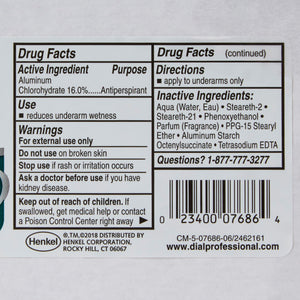 Drug Facts
Active Ingredient Purpose
Aluminum
Chlorohydrate 16.0%.....Antiperspirant
Use
▪ reduces underarm wetness
Warnings
For external use only
Do not use on broken skin
Stop use if rash or irritation occurs
Ask a doctor before use if you have
kidney disease.
Keep out of reach of children. If
swallowed, get medical help or contact
a Poison Control Center right away
Henkel
™/©2018 DISTRIBUTED BY
HENKEL CORPORATION,
ROCKY HILL, CT 06067
Drug Facts (continued)
Directions
▪ apply to underarms only
Inactive Ingredients:
Aqua (Water, Eau) • Steareth-2 •
Steareth-21 • Phenoxyethanol •
Parfum (Fragrance) • PPG-15 Stearyl
Ether • Aluminum Starch
Octenylsuccinate • Tetrasodium EDTA
Questions? 1-877-777-3277
0 23400 07686 4
CM-5-07686-06/2462161
www.dialprofessional.com